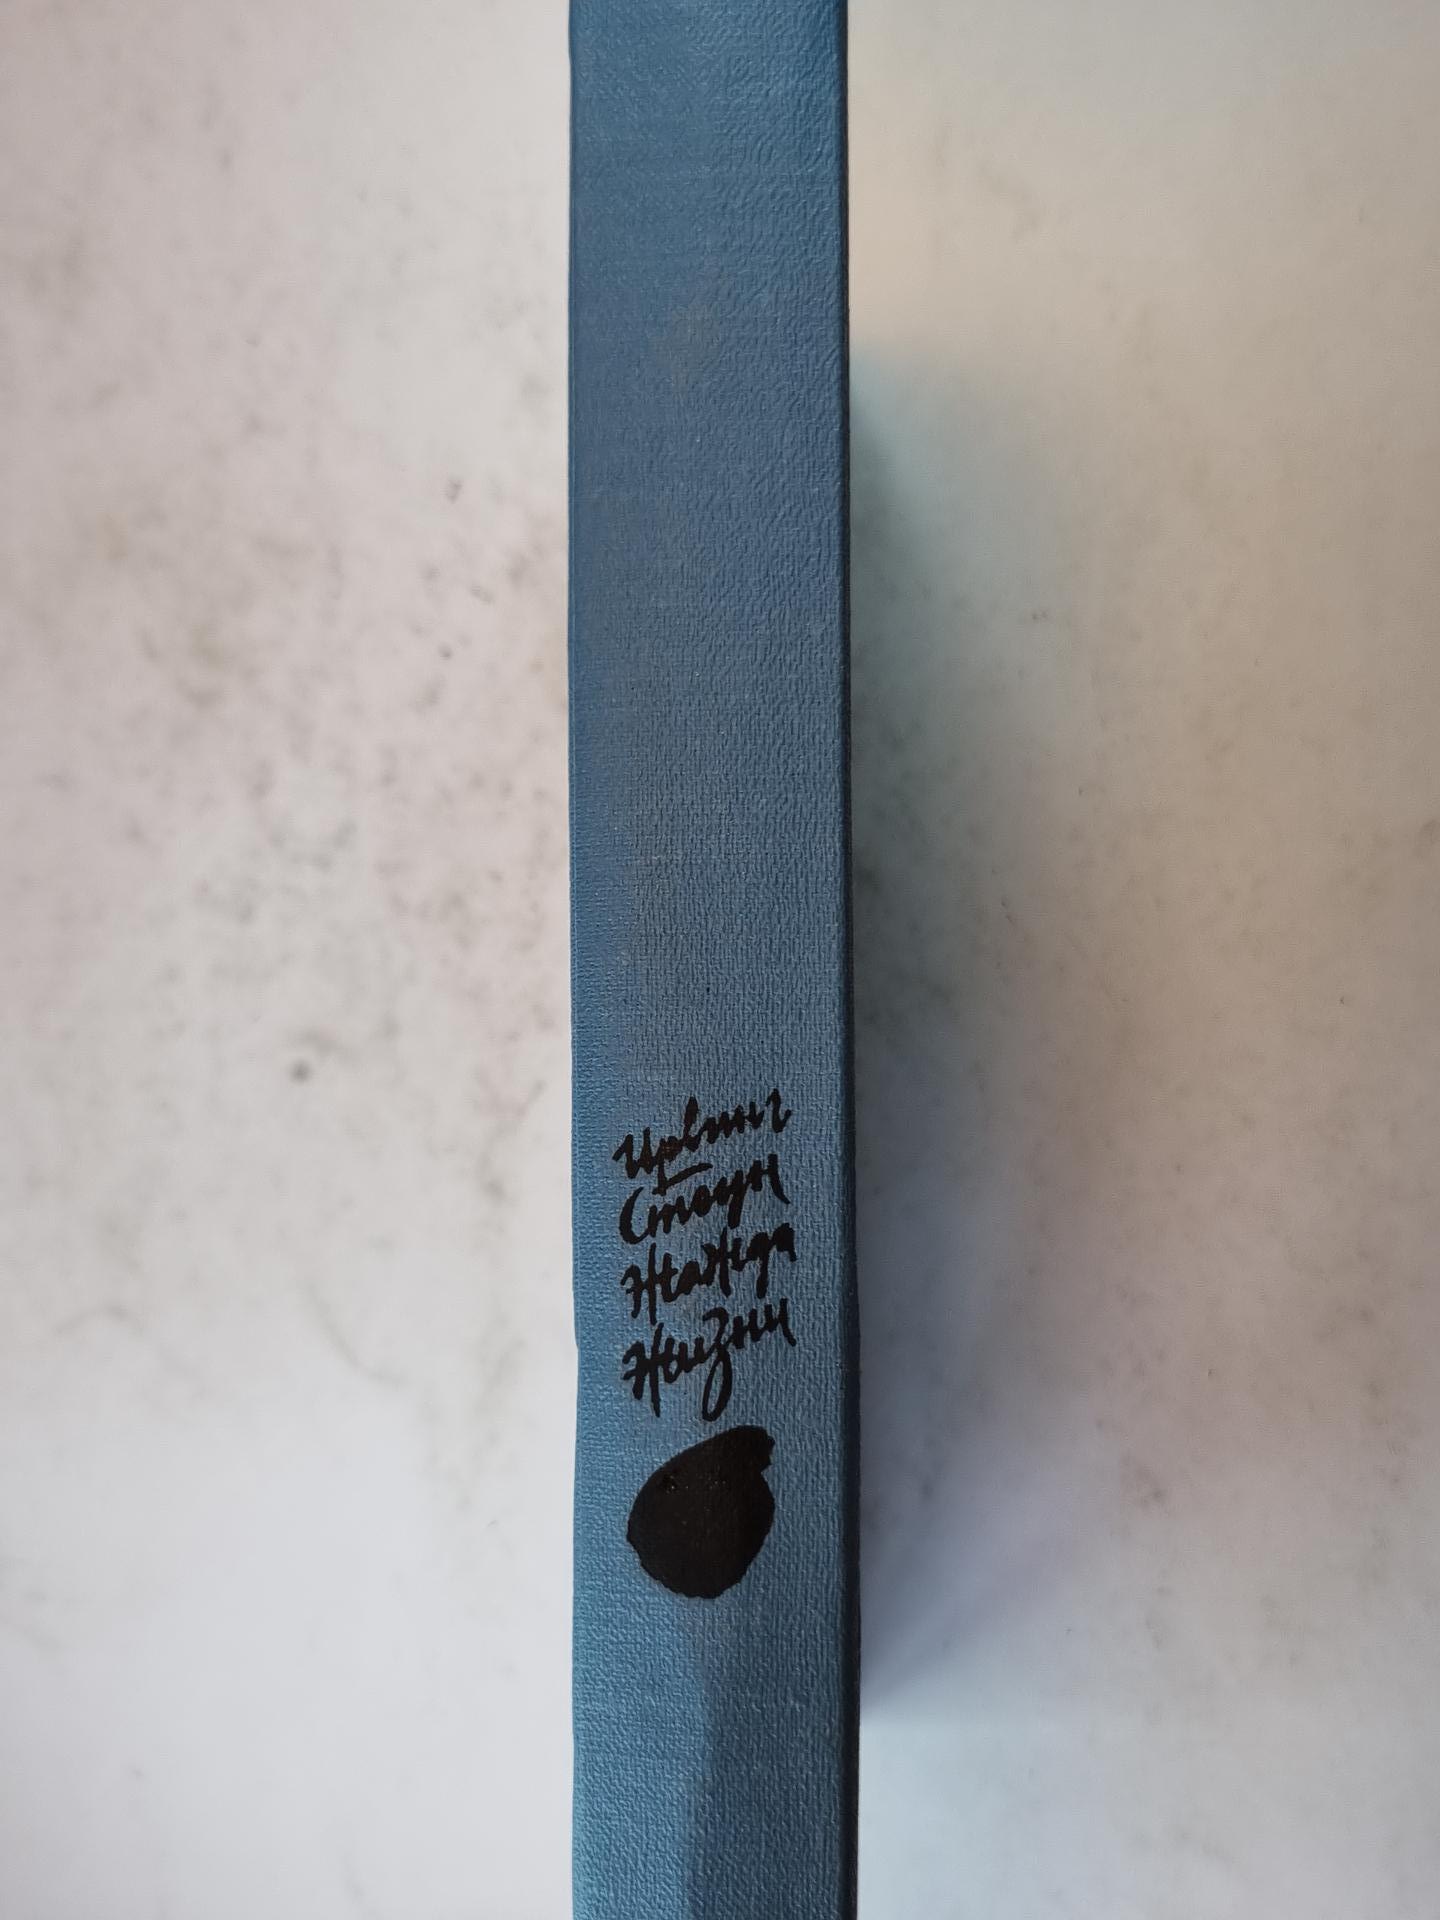 Ирвинг
Стоун
Жажда
Жизни